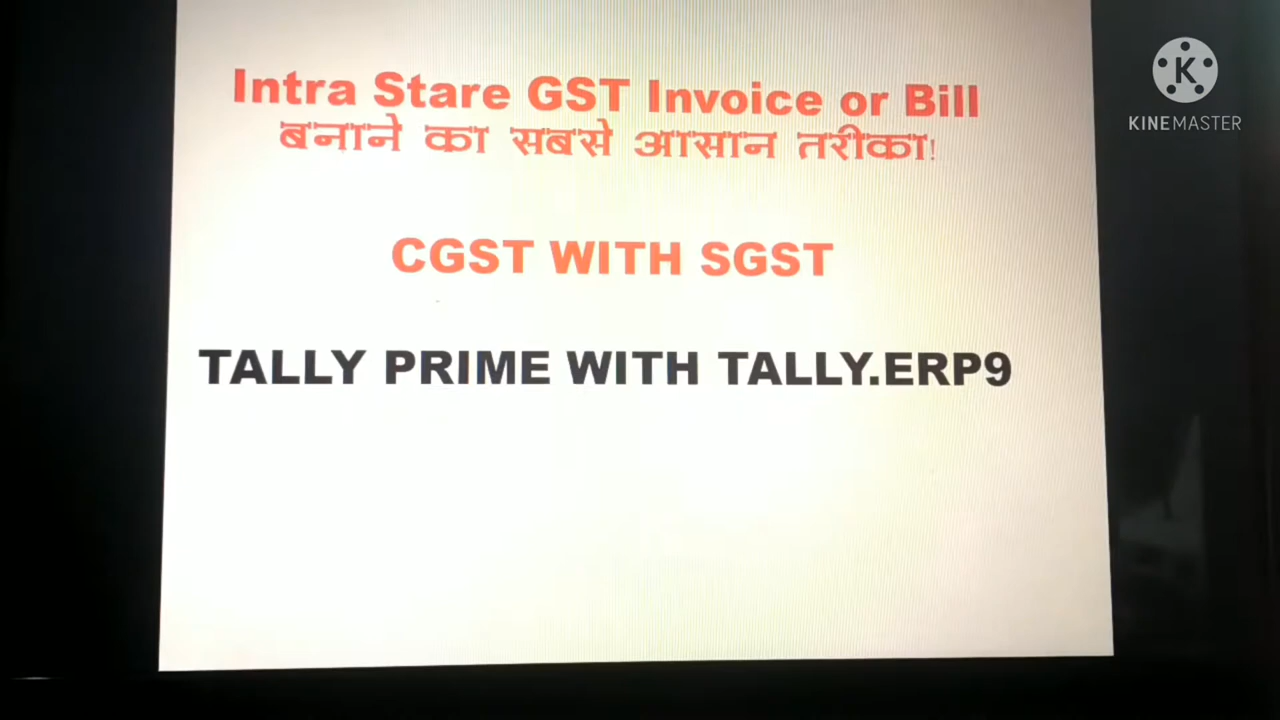 Intra Stare GST Invoice or Bill
बनाने का सबसे आसान तरीका!
CGST WITH SGST
TALLY PRIME WITH TALLY.ERP9
K
KINEMASTER